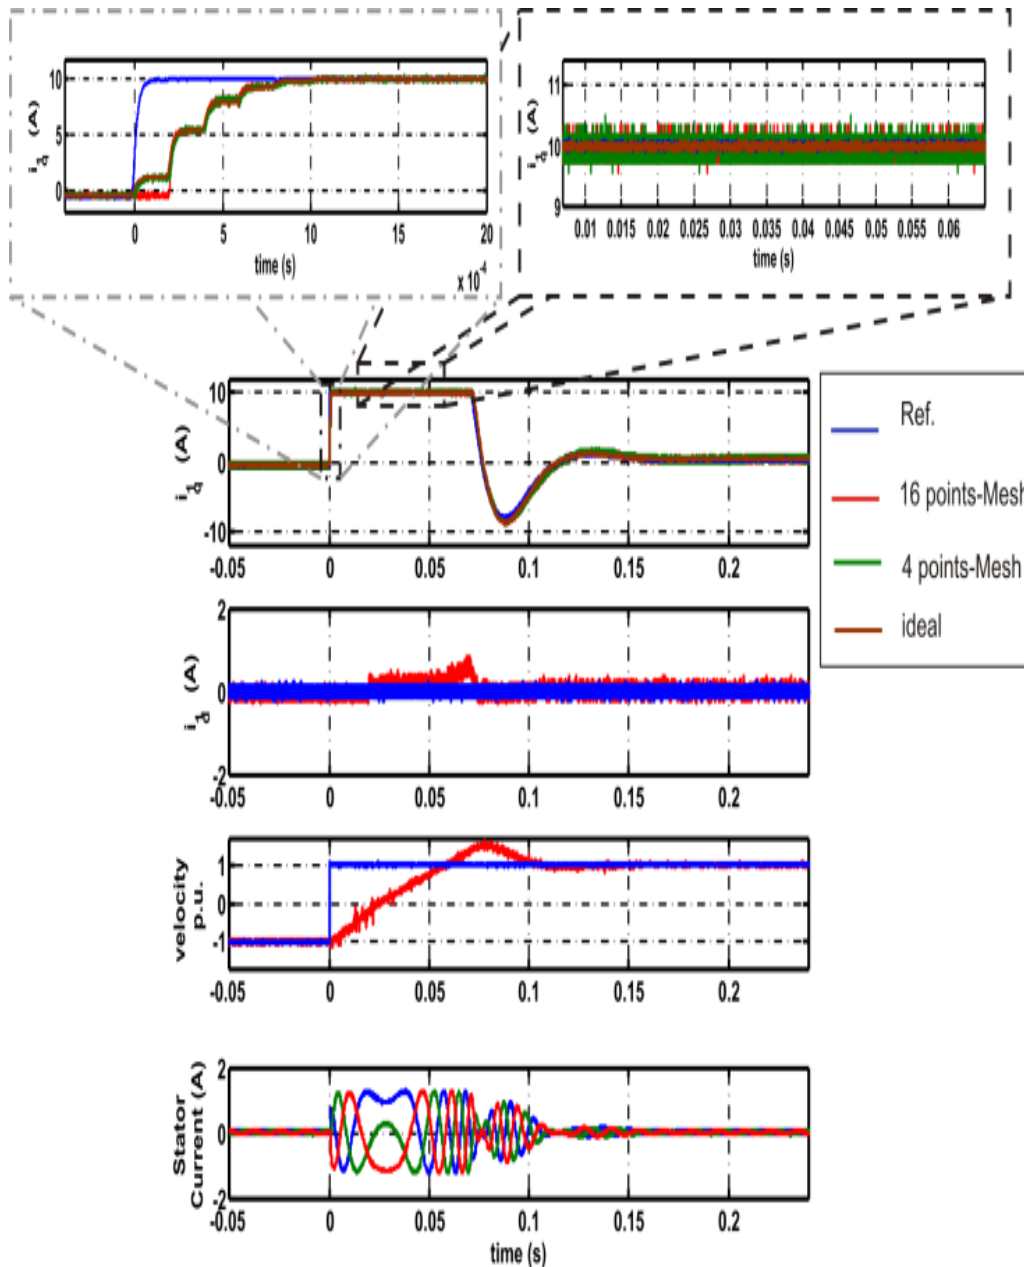 i_q (A)
10
5
0
0 5 10 15 20
time (s)
x 10^-4
i_q (A)
11
10
9
0.01 0.015 0.02 0.025 0.03 0.035 0.04 0.045 0.05 0.055 0.06
time (s)
i_q (A)
10
0
-10
-0.05 0 0.05 0.1 0.15 0.2
Ref.
16 points-Mesh
4 points-Mesh
ideal
i_d (A)
2
0
-2
-0.05 0 0.05 0.1 0.15 0.2
velocity
p.u.
1
0
-1
-0.05 0 0.05 0.1 0.15 0.2
Stator
Current (A)
2
0
-2
-0.05 0 0.05 0.1 0.15 0.2
time (s)